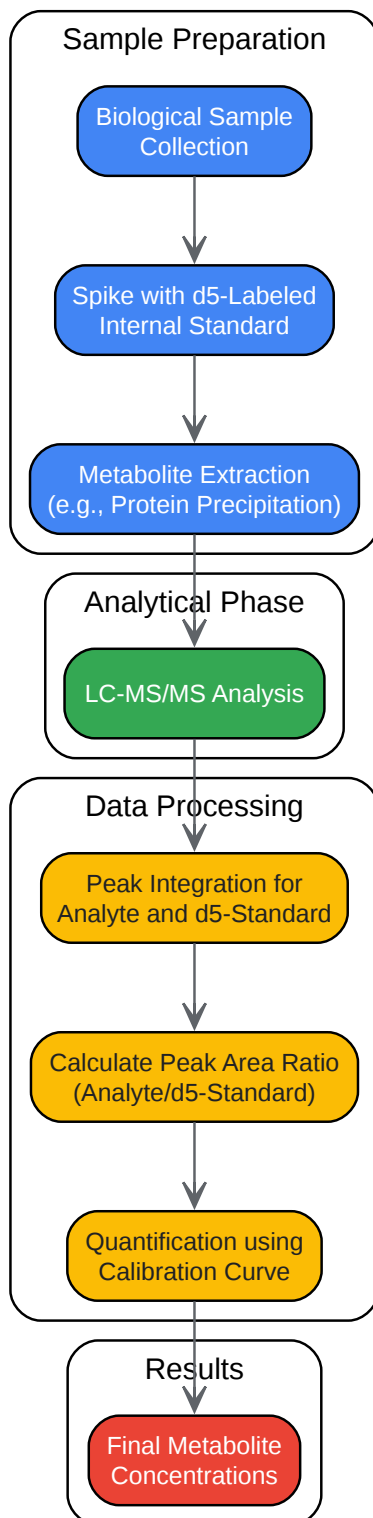 Sample Preparation
Biological Sample
Collection
Spike with d5-Labeled
Internal Standard
Metabolite Extraction
(e.g., Protein Precipitation)
Analytical Phase
LC-MS/MS Analysis
Data Processing
Peak Integration for
Analyte and d5-Standard
Calculate Peak Area Ratio
(Analyte/d5-Standard)
Quantification using
Calibration Curve
Results
Final Metabolite
Concentrations